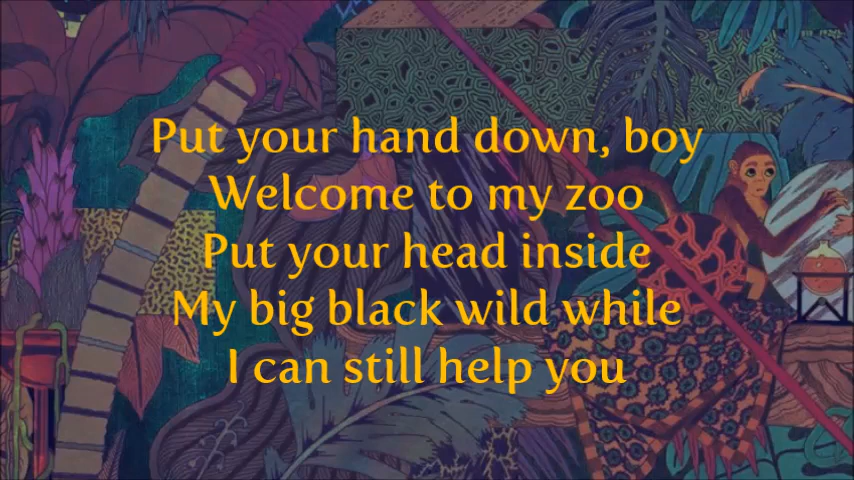 Put your hand down, boy
Welcome to my zoo
Put your head inside
My big black wild while
I can still help you